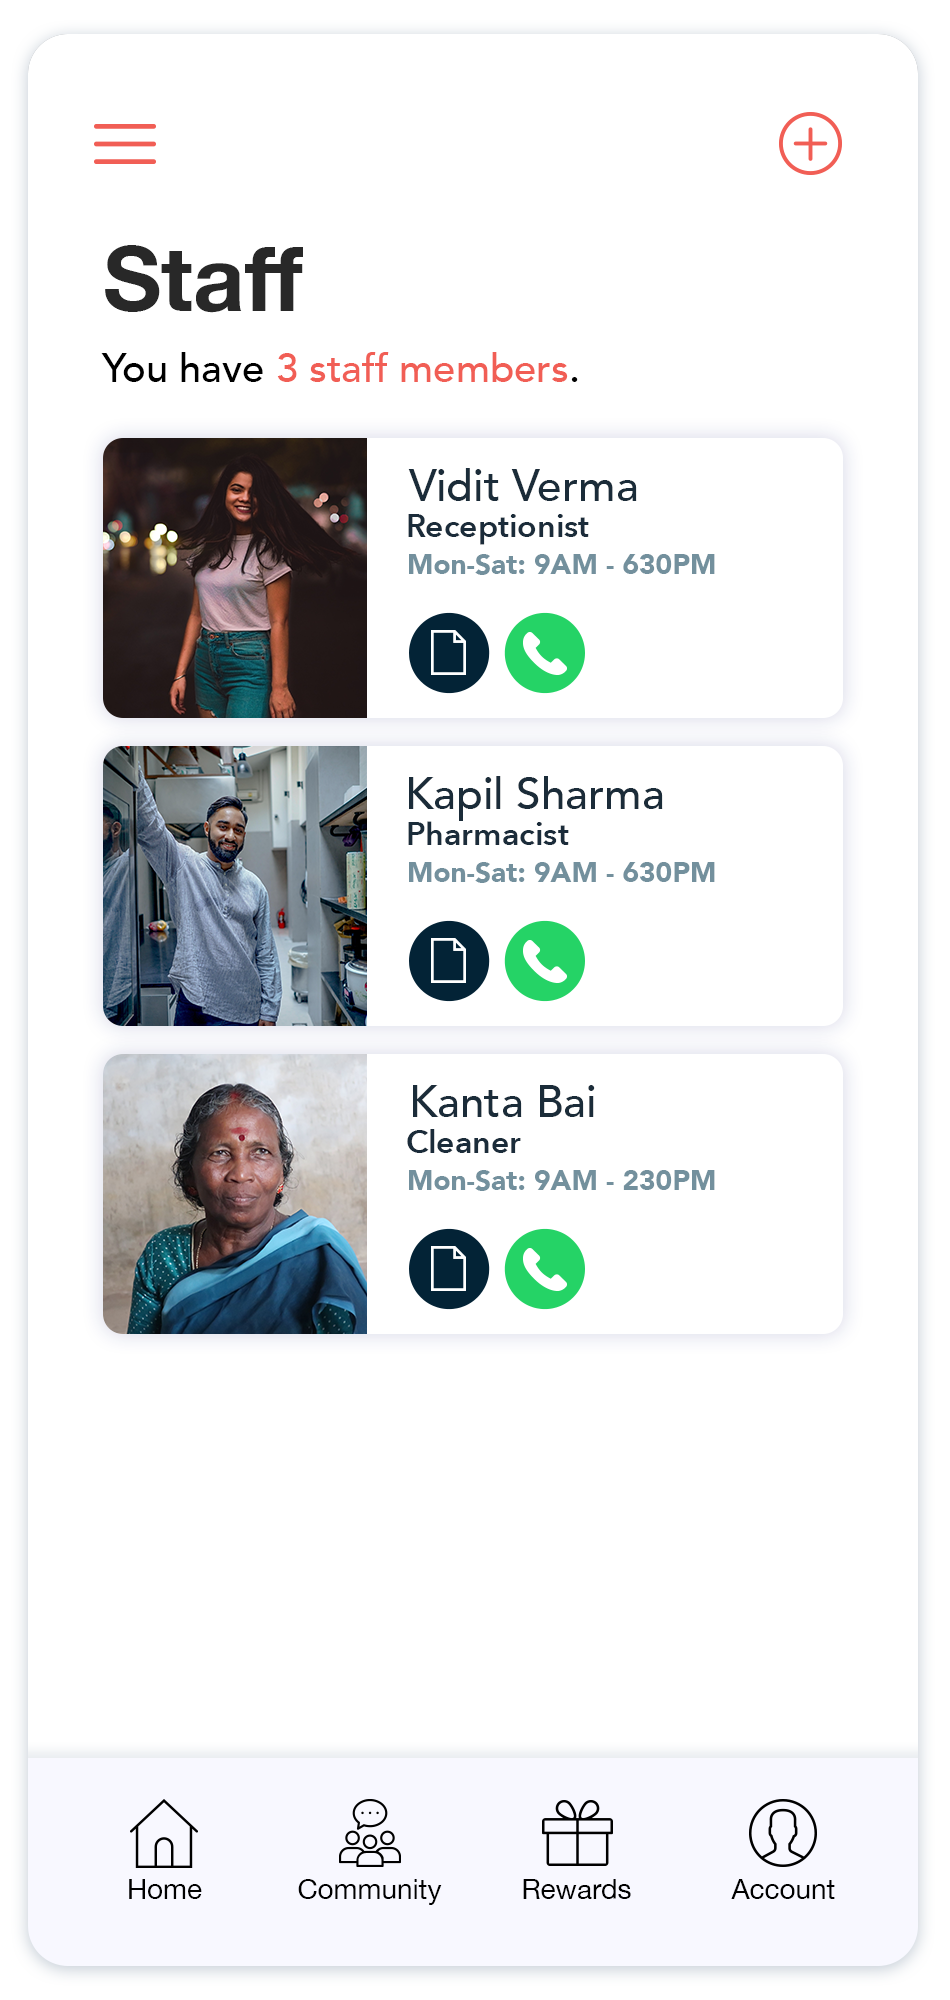 Staff
You have 3 staff members.
Vidit Verma
Receptionist
Mon-Sat: 9AM - 630PM
Kapil Sharma
Pharmacist
Mon-Sat: 9AM - 630PM
Kanta Bai
Cleaner
Mon-Sat: 9AM - 230PM
Home
Community
Rewards
Account